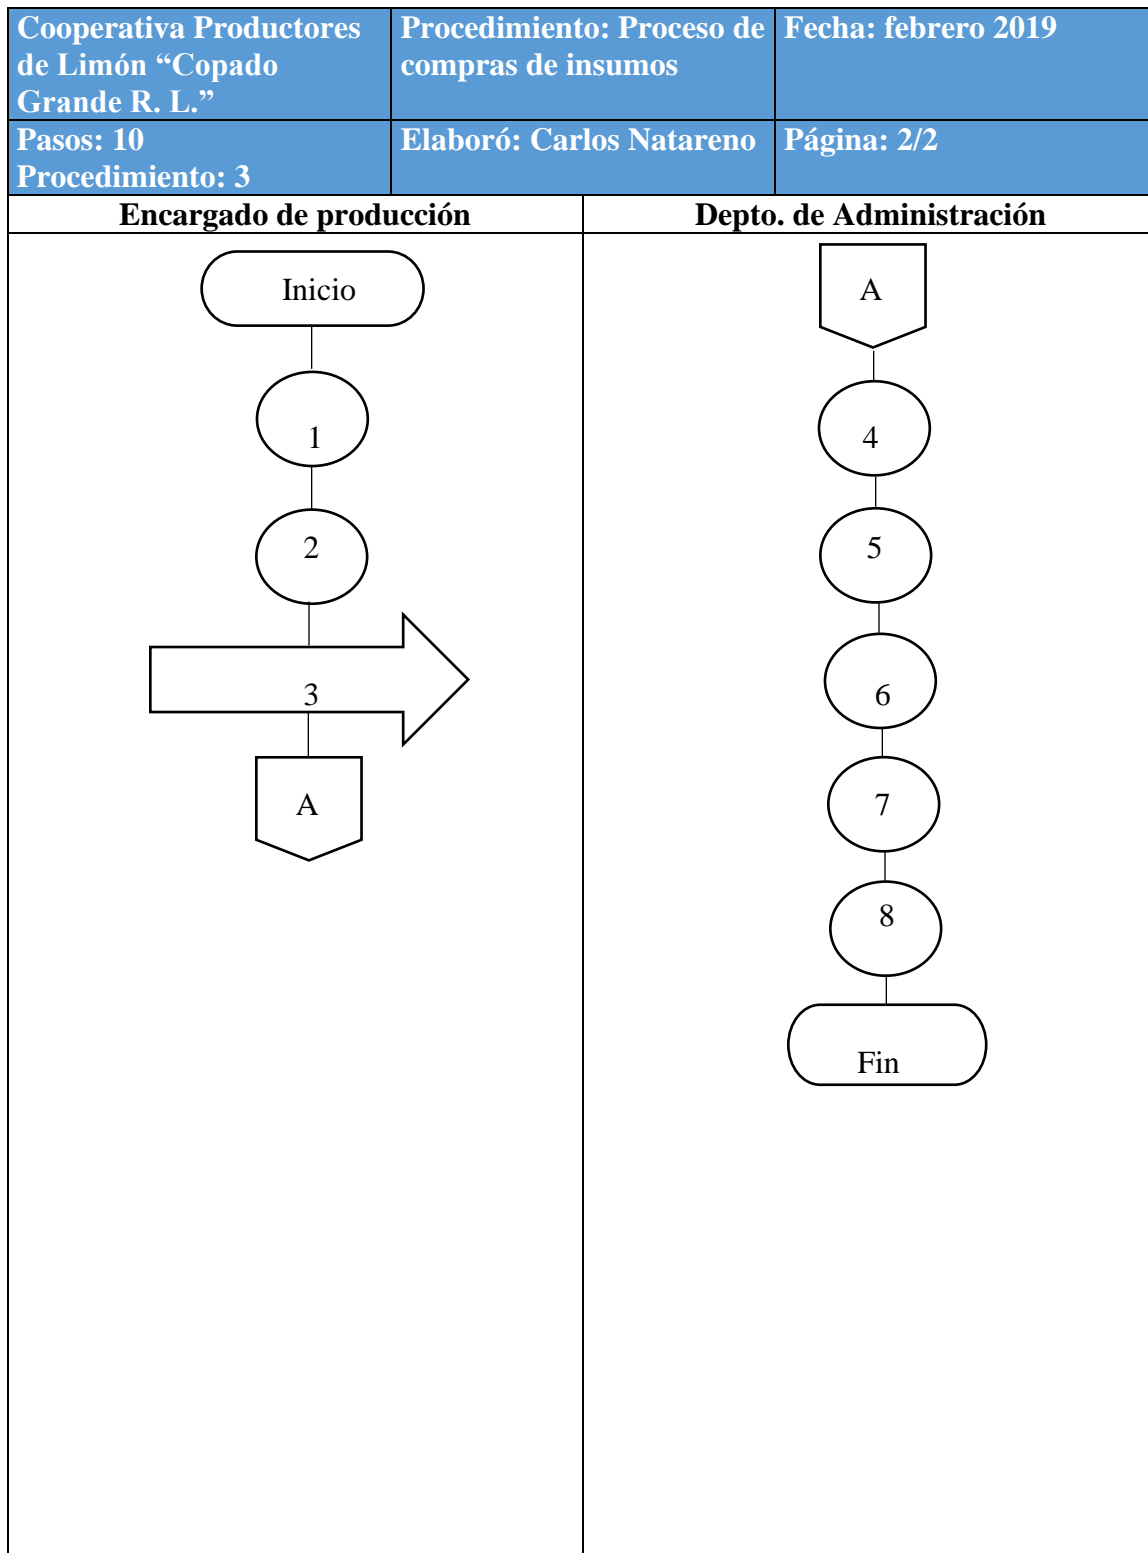 Cooperativa Productores
de Limón “Copado
Grande R. L.”
Procedimiento: Proceso de
compras de insumos
Fecha: febrero 2019
Pasos: 10
Procedimiento: 3
Elaboró: Carlos Natareno
Página: 2/2
Encargado de producción
Inicio
1
2
3
A
Depto. de Administración
A
4
5
6
7
8
Fin